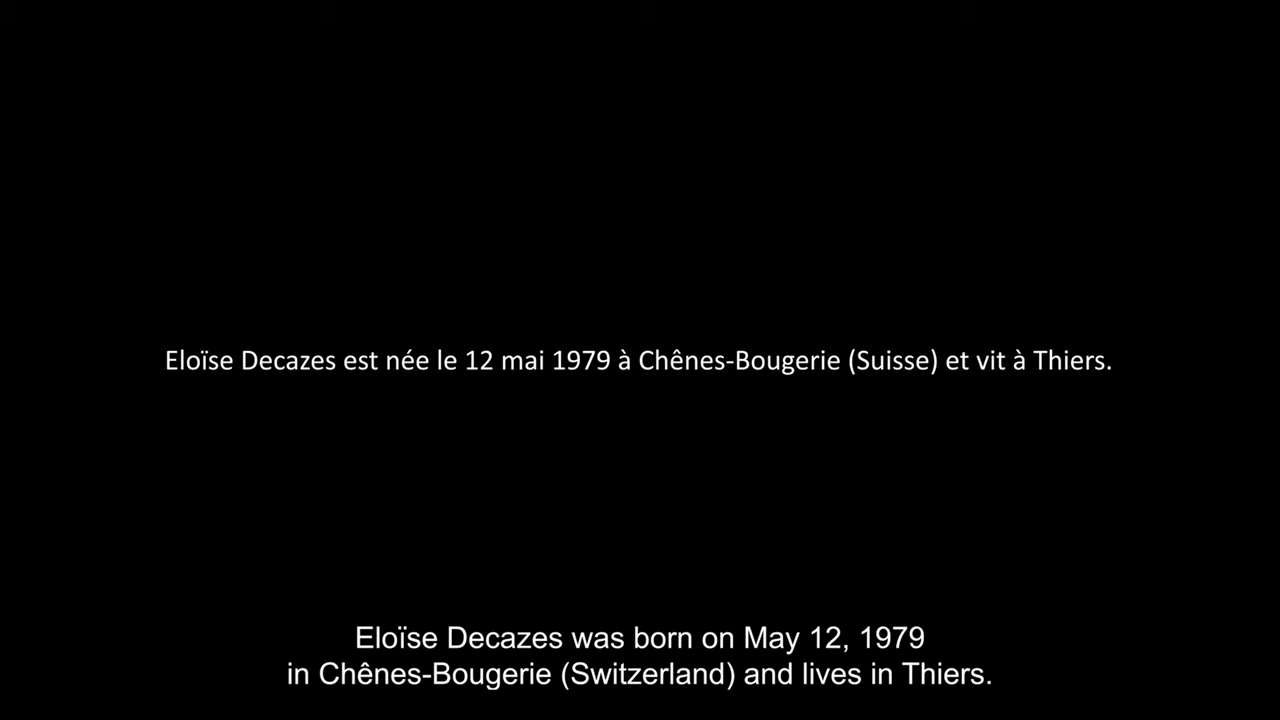 Eloïse Decazes est née le 12 mai 1979 à Chênes-Bougerie (Suisse) et vit à Thiers.
Eloïse Decazes was born on May 12, 1979
in Chênes-Bougerie (Switzerland) and lives in Thiers.